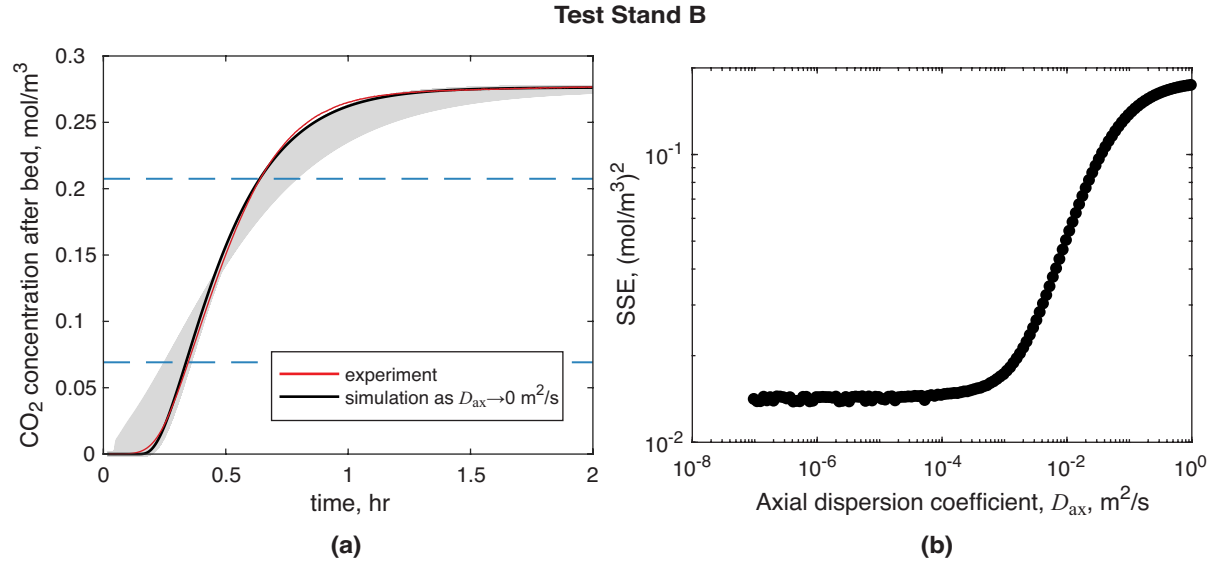 Test Stand B
CO₂ concentration after bed, mol/m³
0.3
0.25
0.2
0.15
0.1
0.05
0
experiment
simulation as Dₐₓ→0 m²/s
0 0.5 1 1.5 2
time, hr
(a)
SSE, (mol/m³)²
10⁻¹
10⁻²
10⁻⁸ 10⁻⁶ 10⁻⁴ 10⁻² 10⁰
Axial dispersion coefficient, Dₐₓ, m²/s
(b)